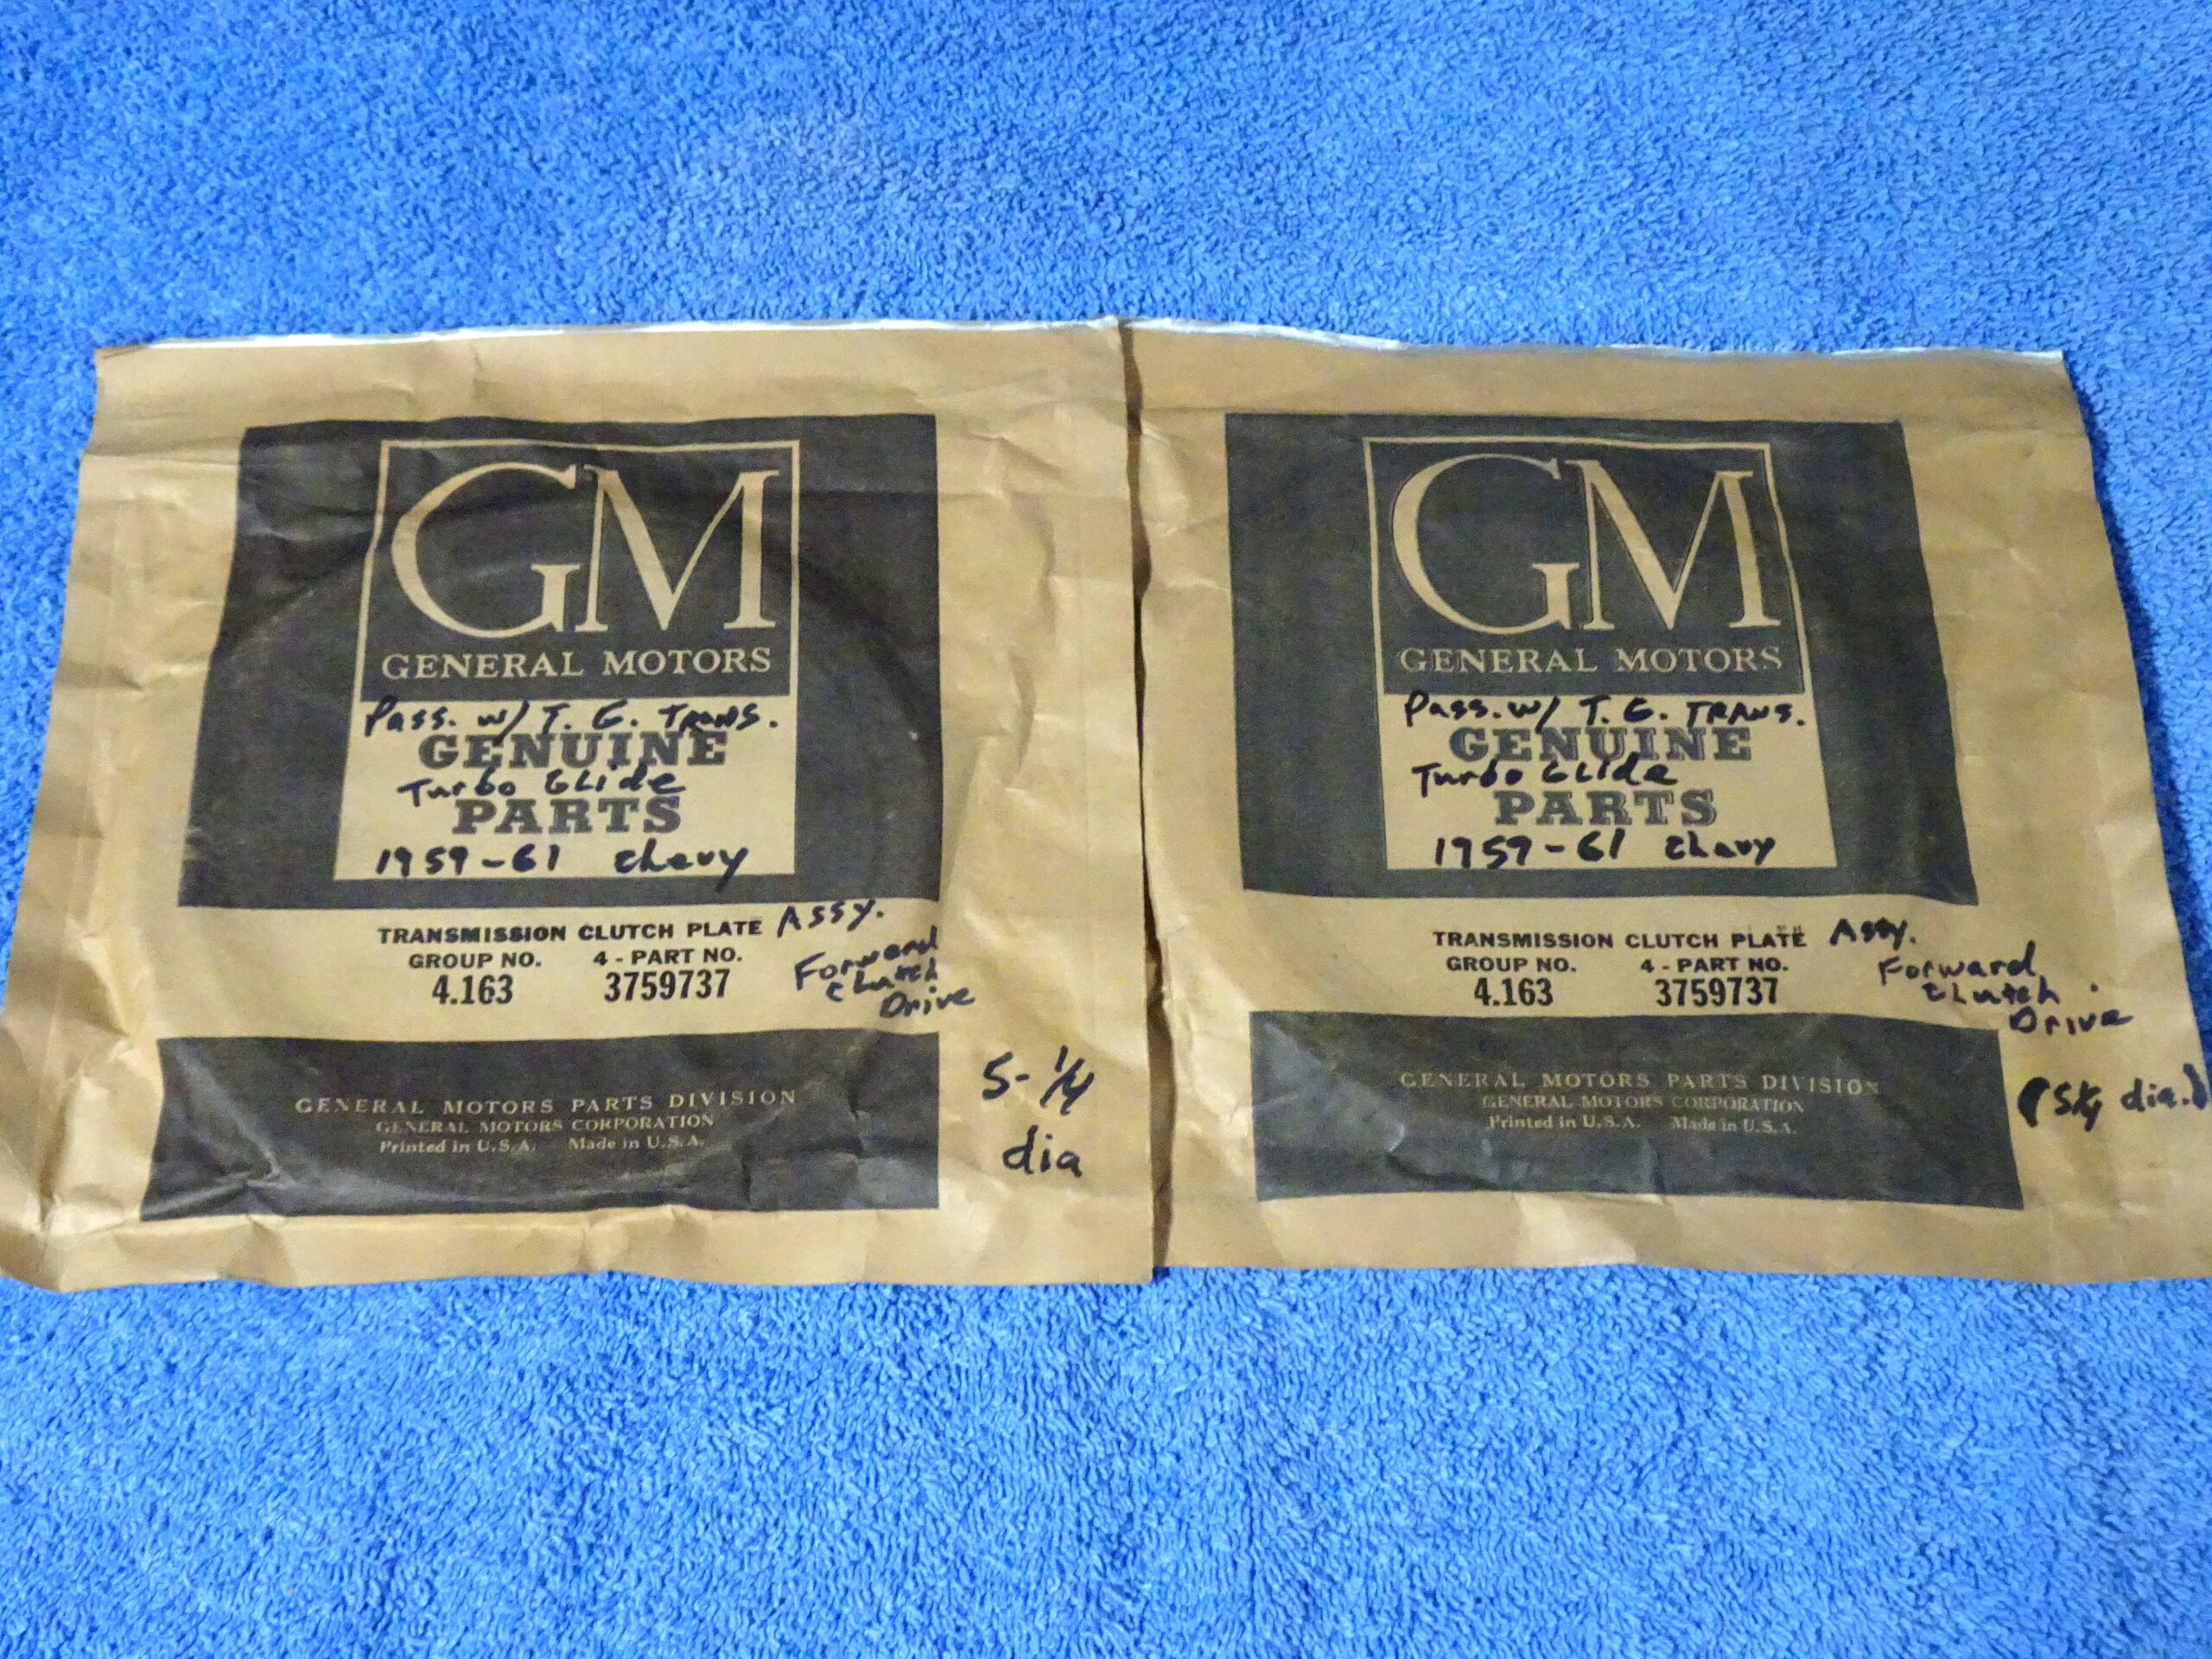 GM
GENERAL MOTORS
Pass. w/ T. G. TRANS.
GENUINE
Turbo GLide
PARTS
1959-61 Chevy
TRANSMISSION CLUTCH PLATE Assy.
GROUP NO. 4 - PART NO.
4.163 3759737
Forward
Clutch
Drive
GENERAL MOTORS PARTS DIVISION
GENERAL MOTORS CORPORATION
Printed in U.S.A. Made in U.S.A.
5-1/4
dia
GM
GENERAL MOTORS
Pass. w/ T. G. TRANS.
GENUINE
Turbo GLide
PARTS
1959-61 Chevy
TRANSMISSION CLUTCH PLATE Assy.
GROUP NO. 4 - PART NO.
4.163 3759737
Forward
Clutch
Drive
GENERAL MOTORS PARTS DIVISION
GENERAL MOTORS CORPORATION
Printed in U.S.A. Made in U.S.A.
(5¼ dia.)